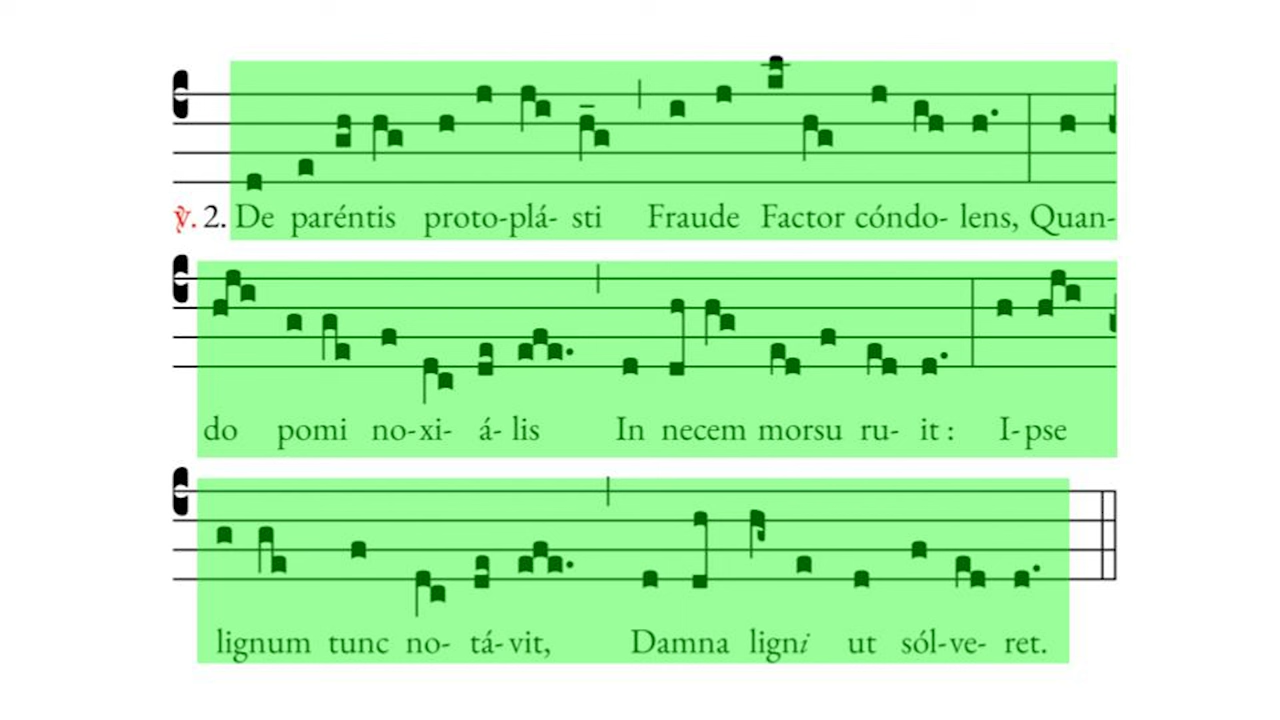 ℣. 2. De paréntis proto-plá- sti Fraude Factor cóndo- lens, Quan-
do pomi no-xi- á- lis In necem morsu ru- it : I-pse
lignum tunc no- tá-vit, Damna ligni ut sól-ve- ret.